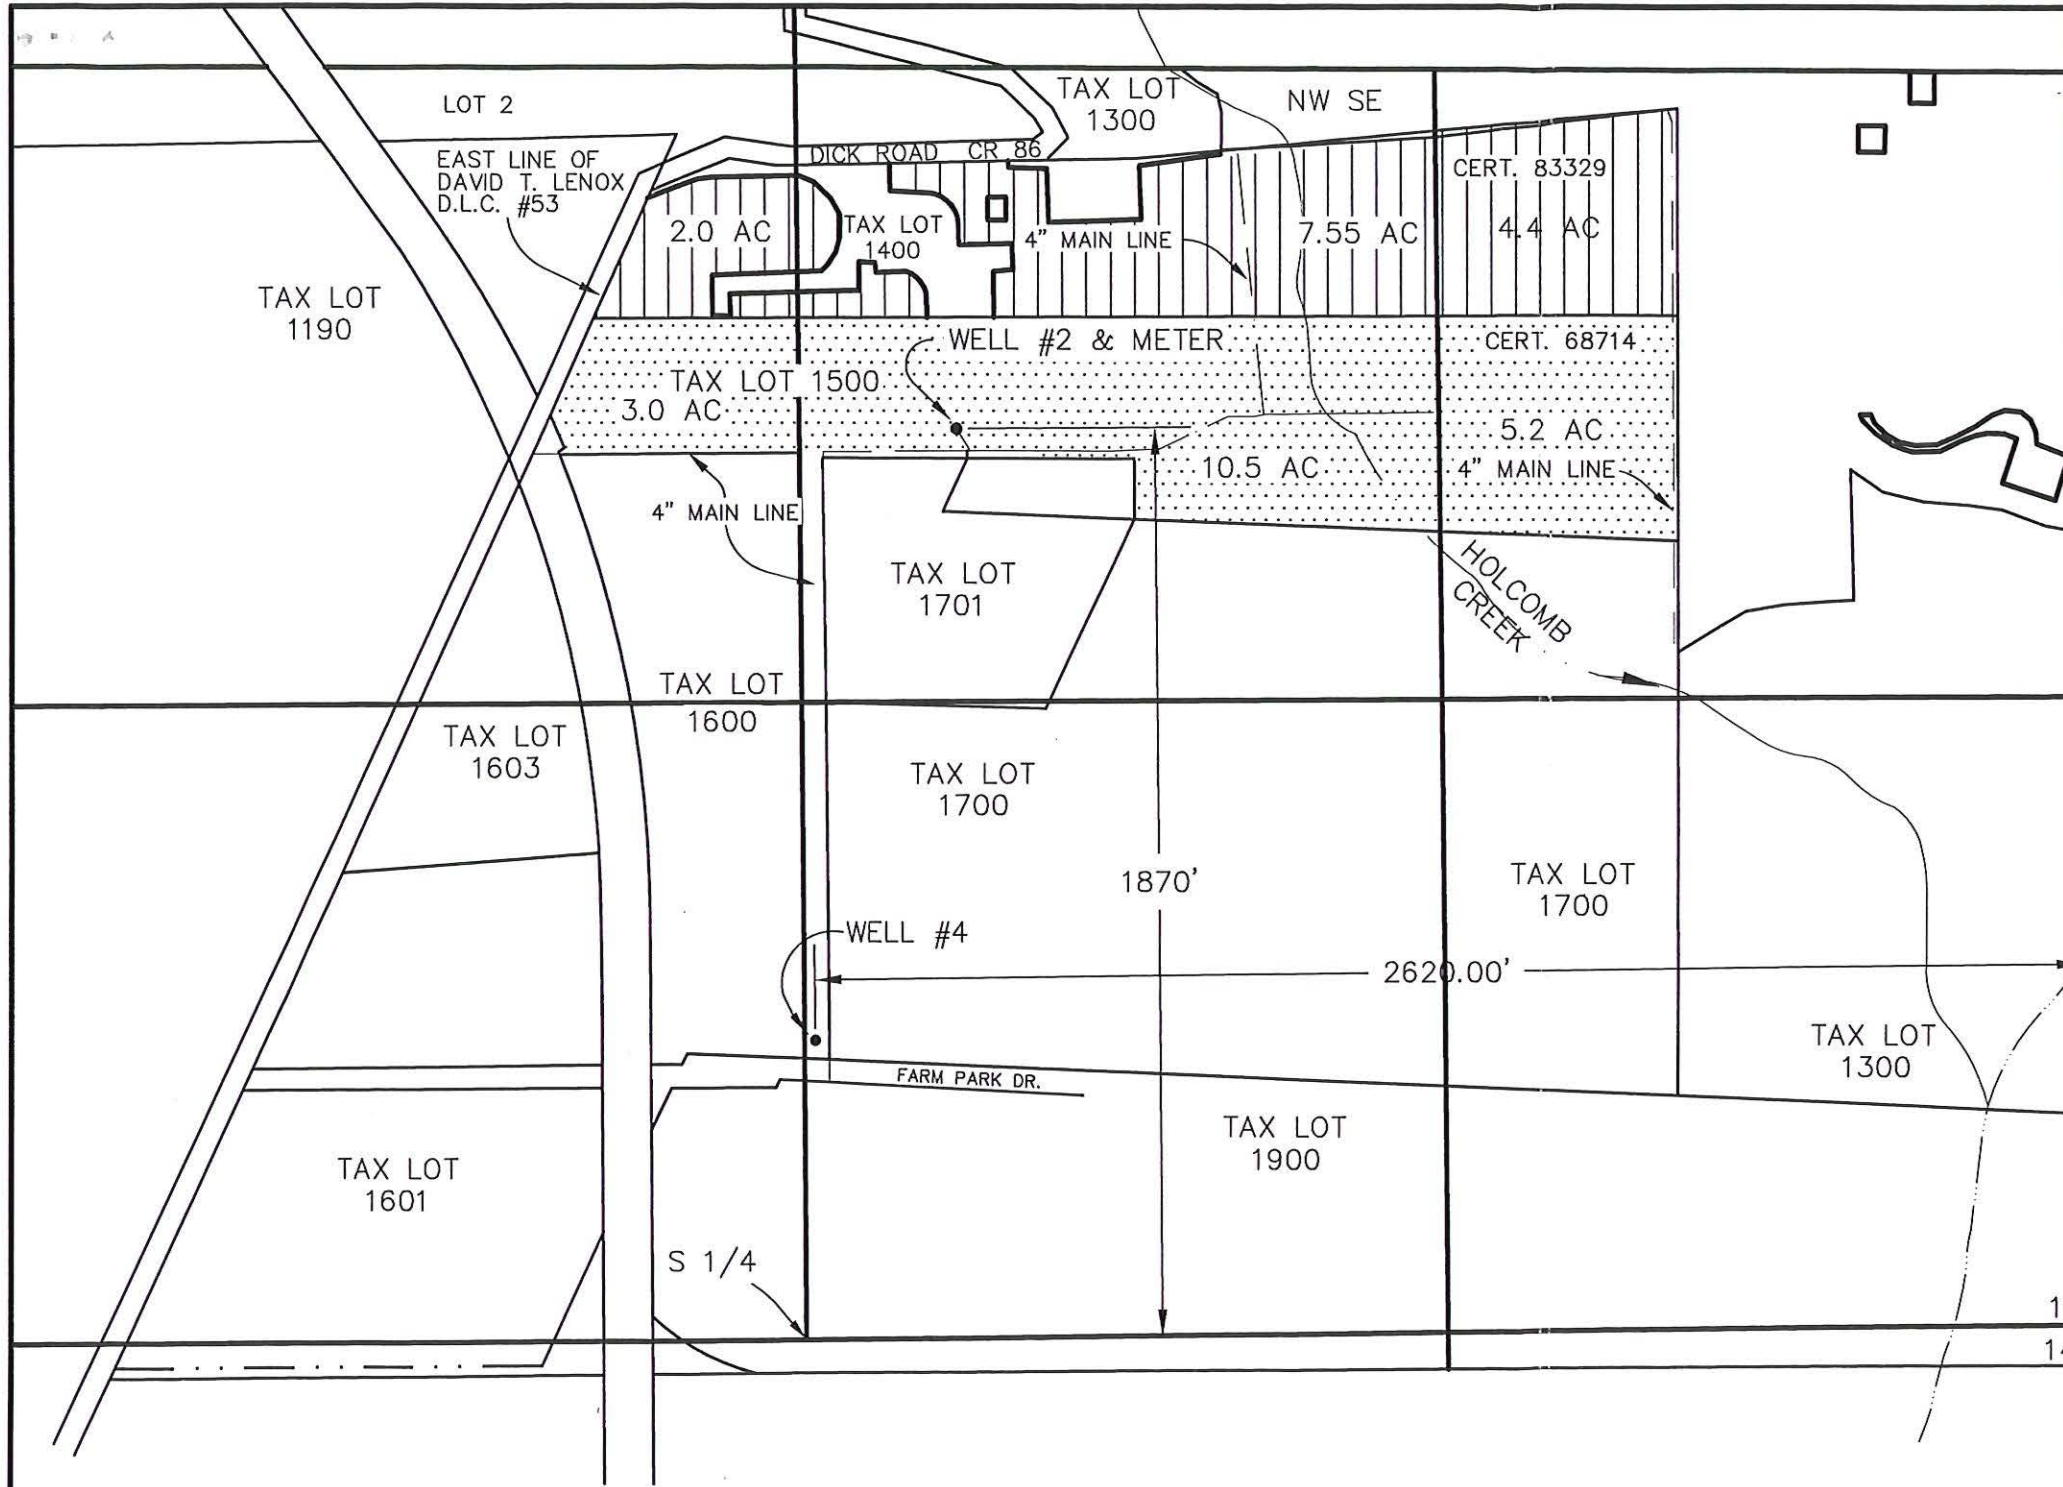 TAX LOT
1300
NW SE
LOT 2
DICK ROAD CR 86
EAST LINE OF
DAVID T. LENOX
D.L.C. #53
CERT. 83329
2.0 AC
TAX LOT
1400
4" MAIN LINE
7.55 AC
4.4 AC
TAX LOT
1190
WELL #2 & METER
CERT. 68714
TAX LOT 1500
3.0 AC
5.2 AC
10.5 AC
4" MAIN LINE
4" MAIN LINE
HOLCOMB
CREEK
TAX LOT
1701
TAX LOT
1600
TAX LOT
1603
TAX LOT
1700
1870'
TAX LOT
1700
WELL #4
2620.00'
TAX LOT
1300
FARM PARK DR.
TAX LOT
1900
TAX LOT
1601
S 1/4